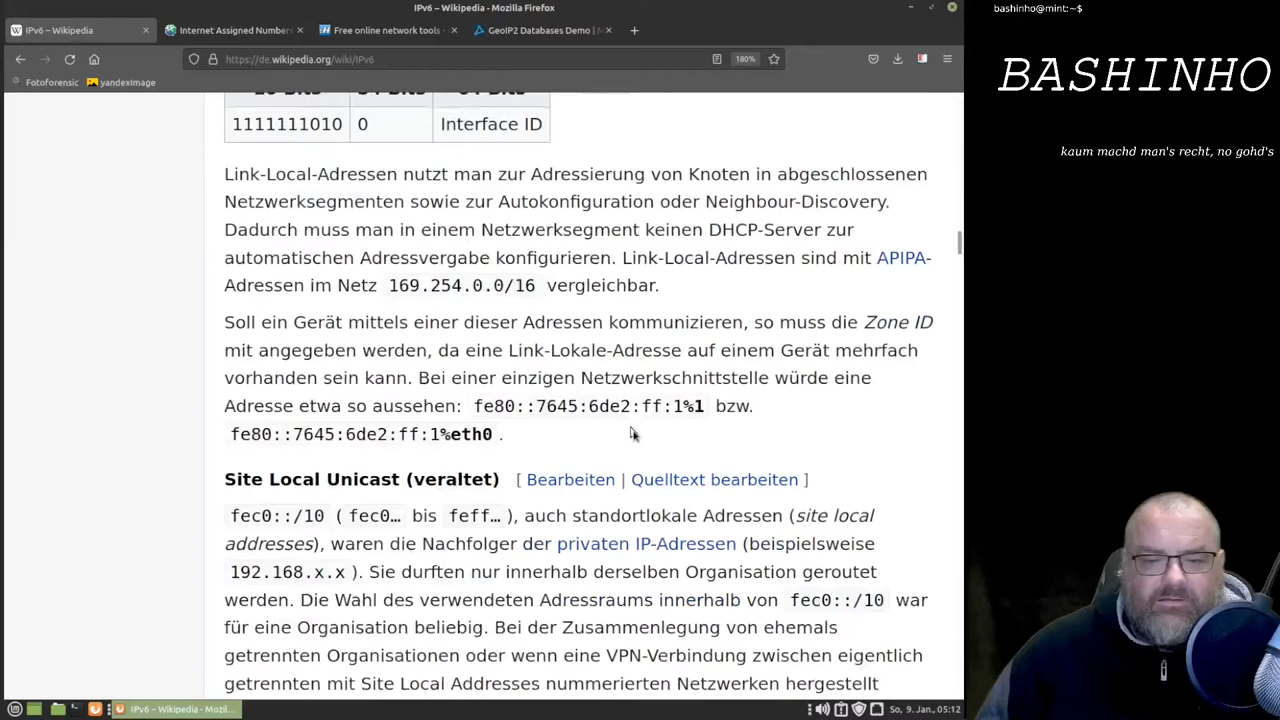 IPv6 – Wikipedia - Mozilla Firefox
IPv6 – Wikipedia
Internet Assigned Number
Free online network tools -
GeoIP2 Databases Demo | M
https://de.wikipedia.org/wiki/IPv6
180%
Fotoforensic
yandexImage
1111111010 0 Interface ID
Link-Local-Adressen nutzt man zur Adressierung von Knoten in abgeschlossenen
Netzwerksegmenten sowie zur Autokonfiguration oder Neighbour-Discovery.
Dadurch muss man in einem Netzwerksegment keinen DHCP-Server zur
automatischen Adressvergabe konfigurieren. Link-Local-Adressen sind mit APIPA-
Adressen im Netz 169.254.0.0/16 vergleichbar.
Soll ein Gerät mittels einer dieser Adressen kommunizieren, so muss die Zone ID
mit angegeben werden, da eine Link-Lokale-Adresse auf einem Gerät mehrfach
vorhanden sein kann. Bei einer einzigen Netzwerkschnittstelle würde eine
Adresse etwa so aussehen: fe80::7645:6de2:ff:1%1 bzw.
fe80::7645:6de2:ff:1%eth0 .
Site Local Unicast (veraltet) [ Bearbeiten | Quelltext bearbeiten ]
fec0::/10 ( fec0… bis feff… ), auch standortlokale Adressen (site local
addresses), waren die Nachfolger der privaten IP-Adressen (beispielsweise
192.168.x.x ). Sie durften nur innerhalb derselben Organisation geroutet
werden. Die Wahl des verwendeten Adressraums innerhalb von fec0::/10 war
für eine Organisation beliebig. Bei der Zusammenlegung von ehemals
getrennten Organisationen oder wenn eine VPN-Verbindung zwischen eigentlich
getrennten mit Site Local Addresses nummerierten Netzwerken hergestellt
IPv6 – Wikipedia - Mozil...
So, 9. Jan., 05:12
bashinho@mint:~$
BASHINHO
kaum machd man's recht, no gohd's